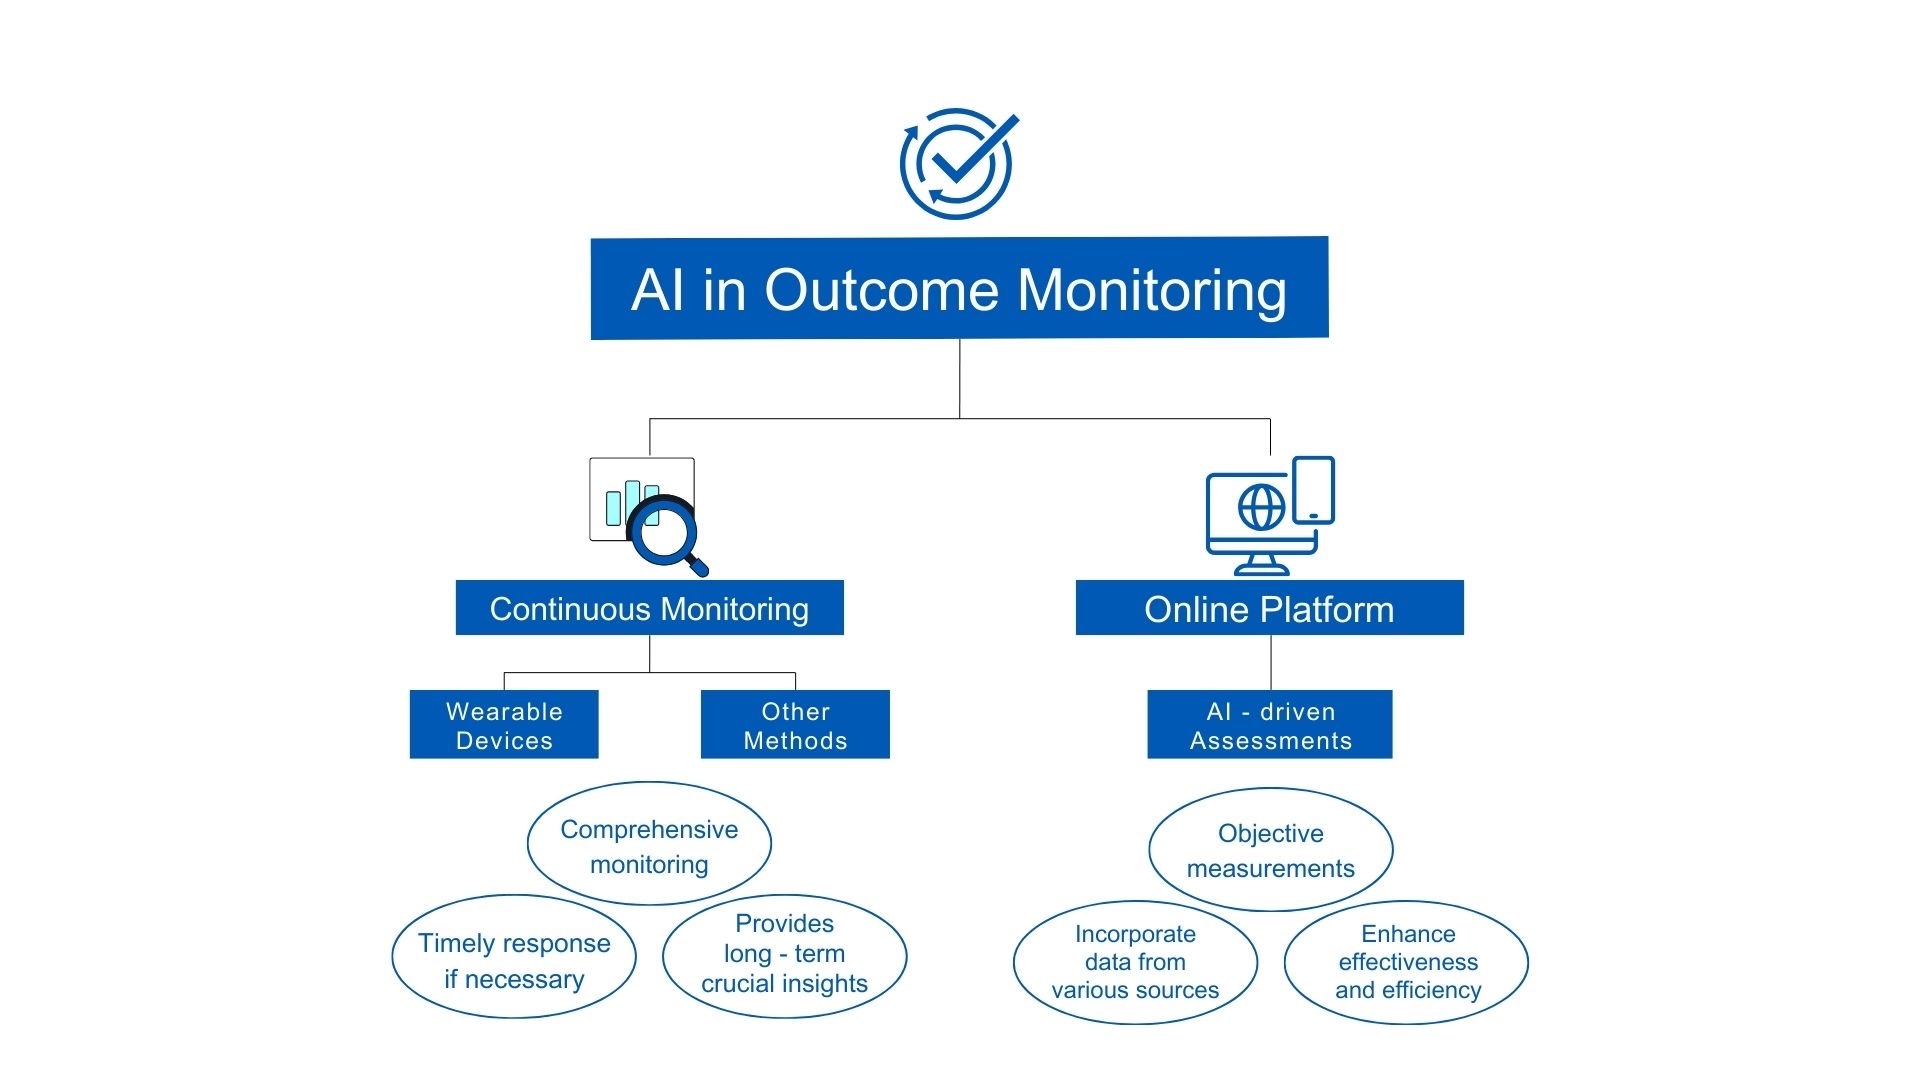 AI in Outcome Monitoring
Continuous Monitoring
Online Platform
Wearable
Devices
Other
Methods
AI - driven
Assessments
Comprehensive
monitoring
Timely response
if necessary
Provides
long - term
crucial insights
Objective
measurements
Incorporate
data from
various sources
Enhance
effectiveness
and efficiency